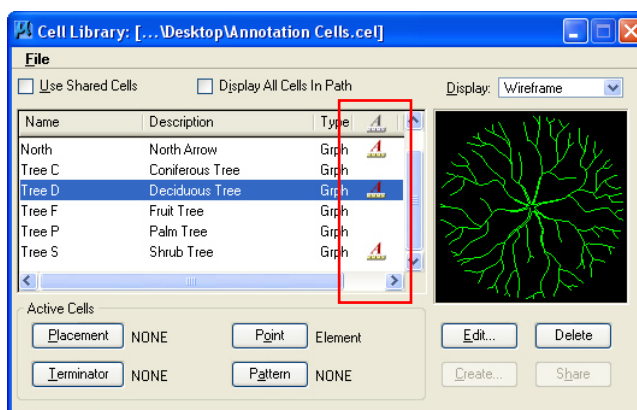 Cell Library: [...\Desktop\Annotation Cells.cel]
File
Use Shared Cells Display All Cells In Path Display: Wireframe
Name Description Type A
North North Arrow Grph A
Tree C Coniferous Tree Grph
Tree D Deciduous Tree Grph A
Tree F Fruit Tree Grph
Tree P Palm Tree Grph
Tree S Shrub Tree Grph A
Active Cells
Placement NONE Point Element Edit... Delete
Terminator NONE Pattern NONE Create... Share